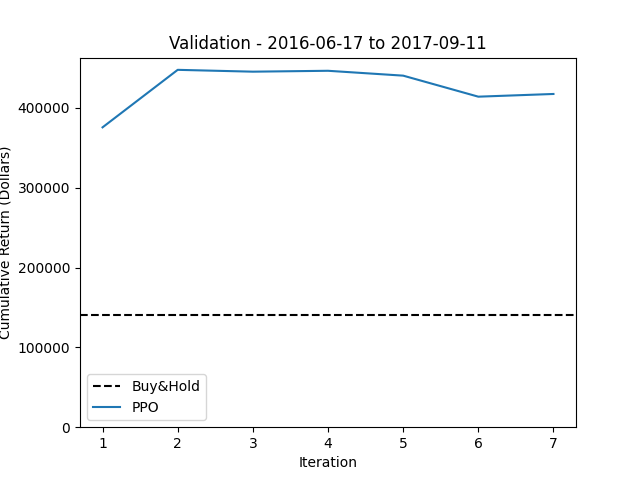 Validation - 2016-06-17 to 2017-09-11
Cumulative Return (Dollars)
400000
300000
200000
100000
0
Buy&Hold
PPO
1 2 3 4 5 6 7
Iteration